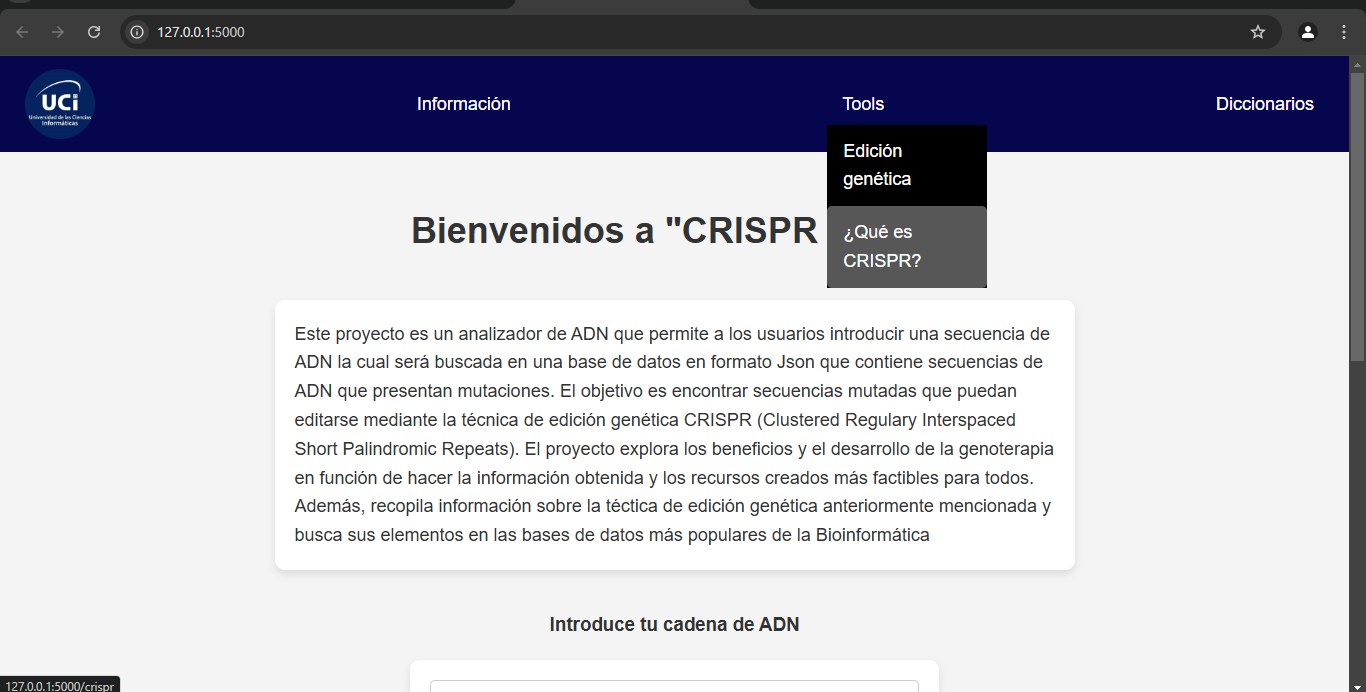 127.0.0.1:5000
UCi
Universidad de las Ciencias
Informáticas
Información
Tools
Diccionarios
Edición
genética
¿Qué es
CRISPR?
Bienvenidos a "CRISPR
Este proyecto es un analizador de ADN que permite a los usuarios introducir una secuencia de
ADN la cual será buscada en una base de datos en formato Json que contiene secuencias de
ADN que presentan mutaciones. El objetivo es encontrar secuencias mutadas que puedan
editarse mediante la técnica de edición genética CRISPR (Clustered Regulary Interspaced
Short Palindromic Repeats). El proyecto explora los beneficios y el desarrollo de la genoterapia
en función de hacer la información obtenida y los recursos creados más factibles para todos.
Además, recopila información sobre la téctica de edición genética anteriormente mencionada y
busca sus elementos en las bases de datos más populares de la Bioinformática
Introduce tu cadena de ADN
127.0.0.1:5000/crispr